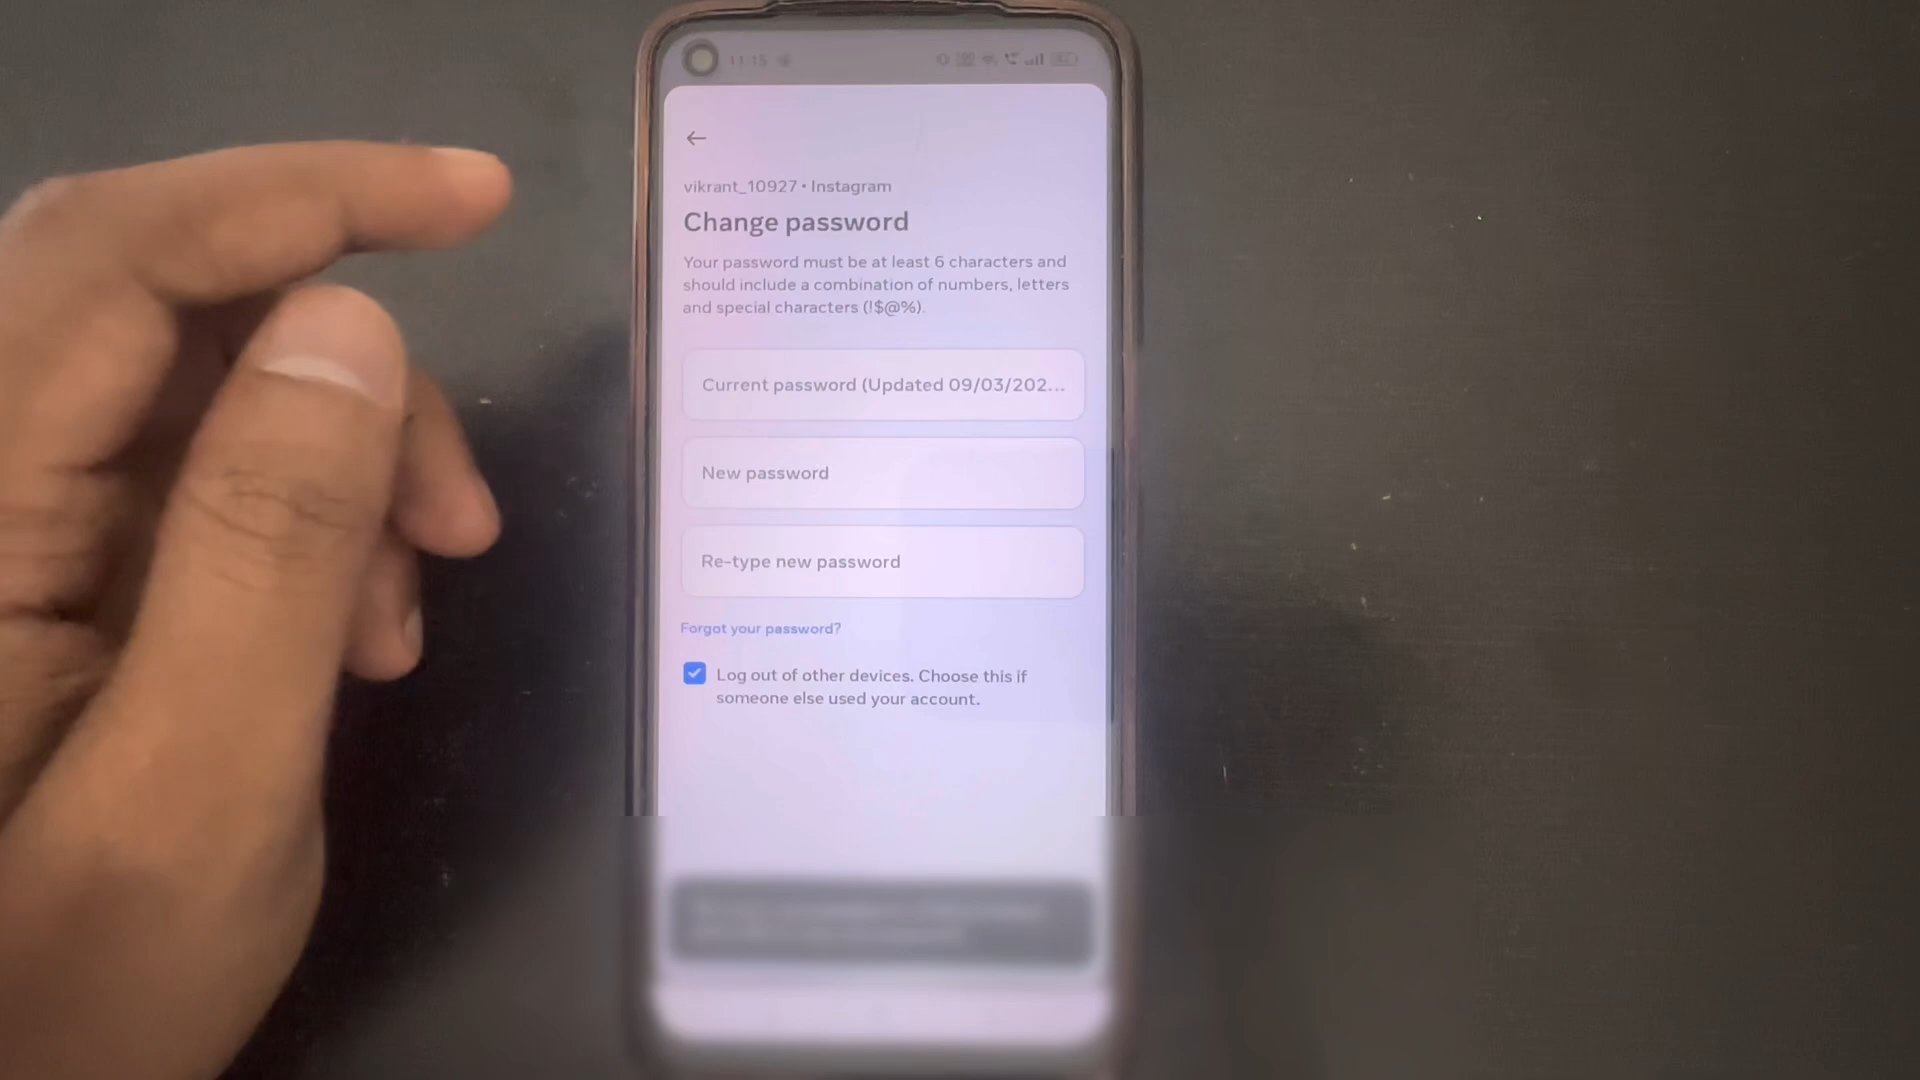 11:15
vikrant_10927 • Instagram
Change password
Your password must be at least 6 characters and
should include a combination of numbers, letters
and special characters (!$@%).
Current password (Updated 09/03/202...
New password
Re-type new password
Forgot your password?
Log out of other devices. Choose this if
someone else used your account.